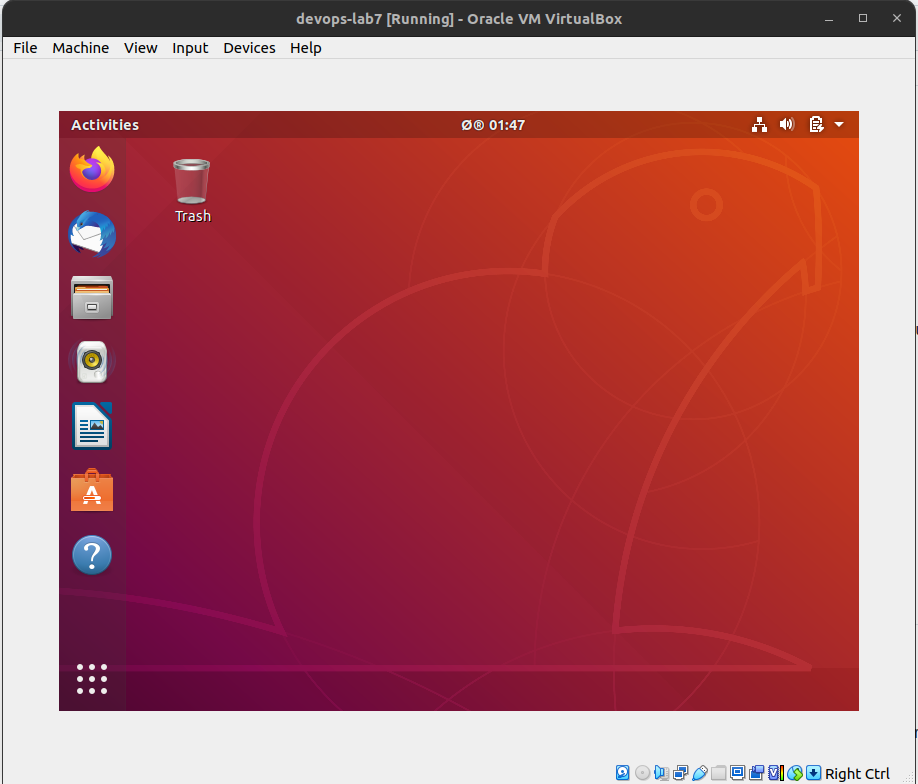 devops-lab7 [Running] - Oracle VM VirtualBox
File Machine View Input Devices Help
Activities
Ø® 01:47
Trash
Right Ctrl